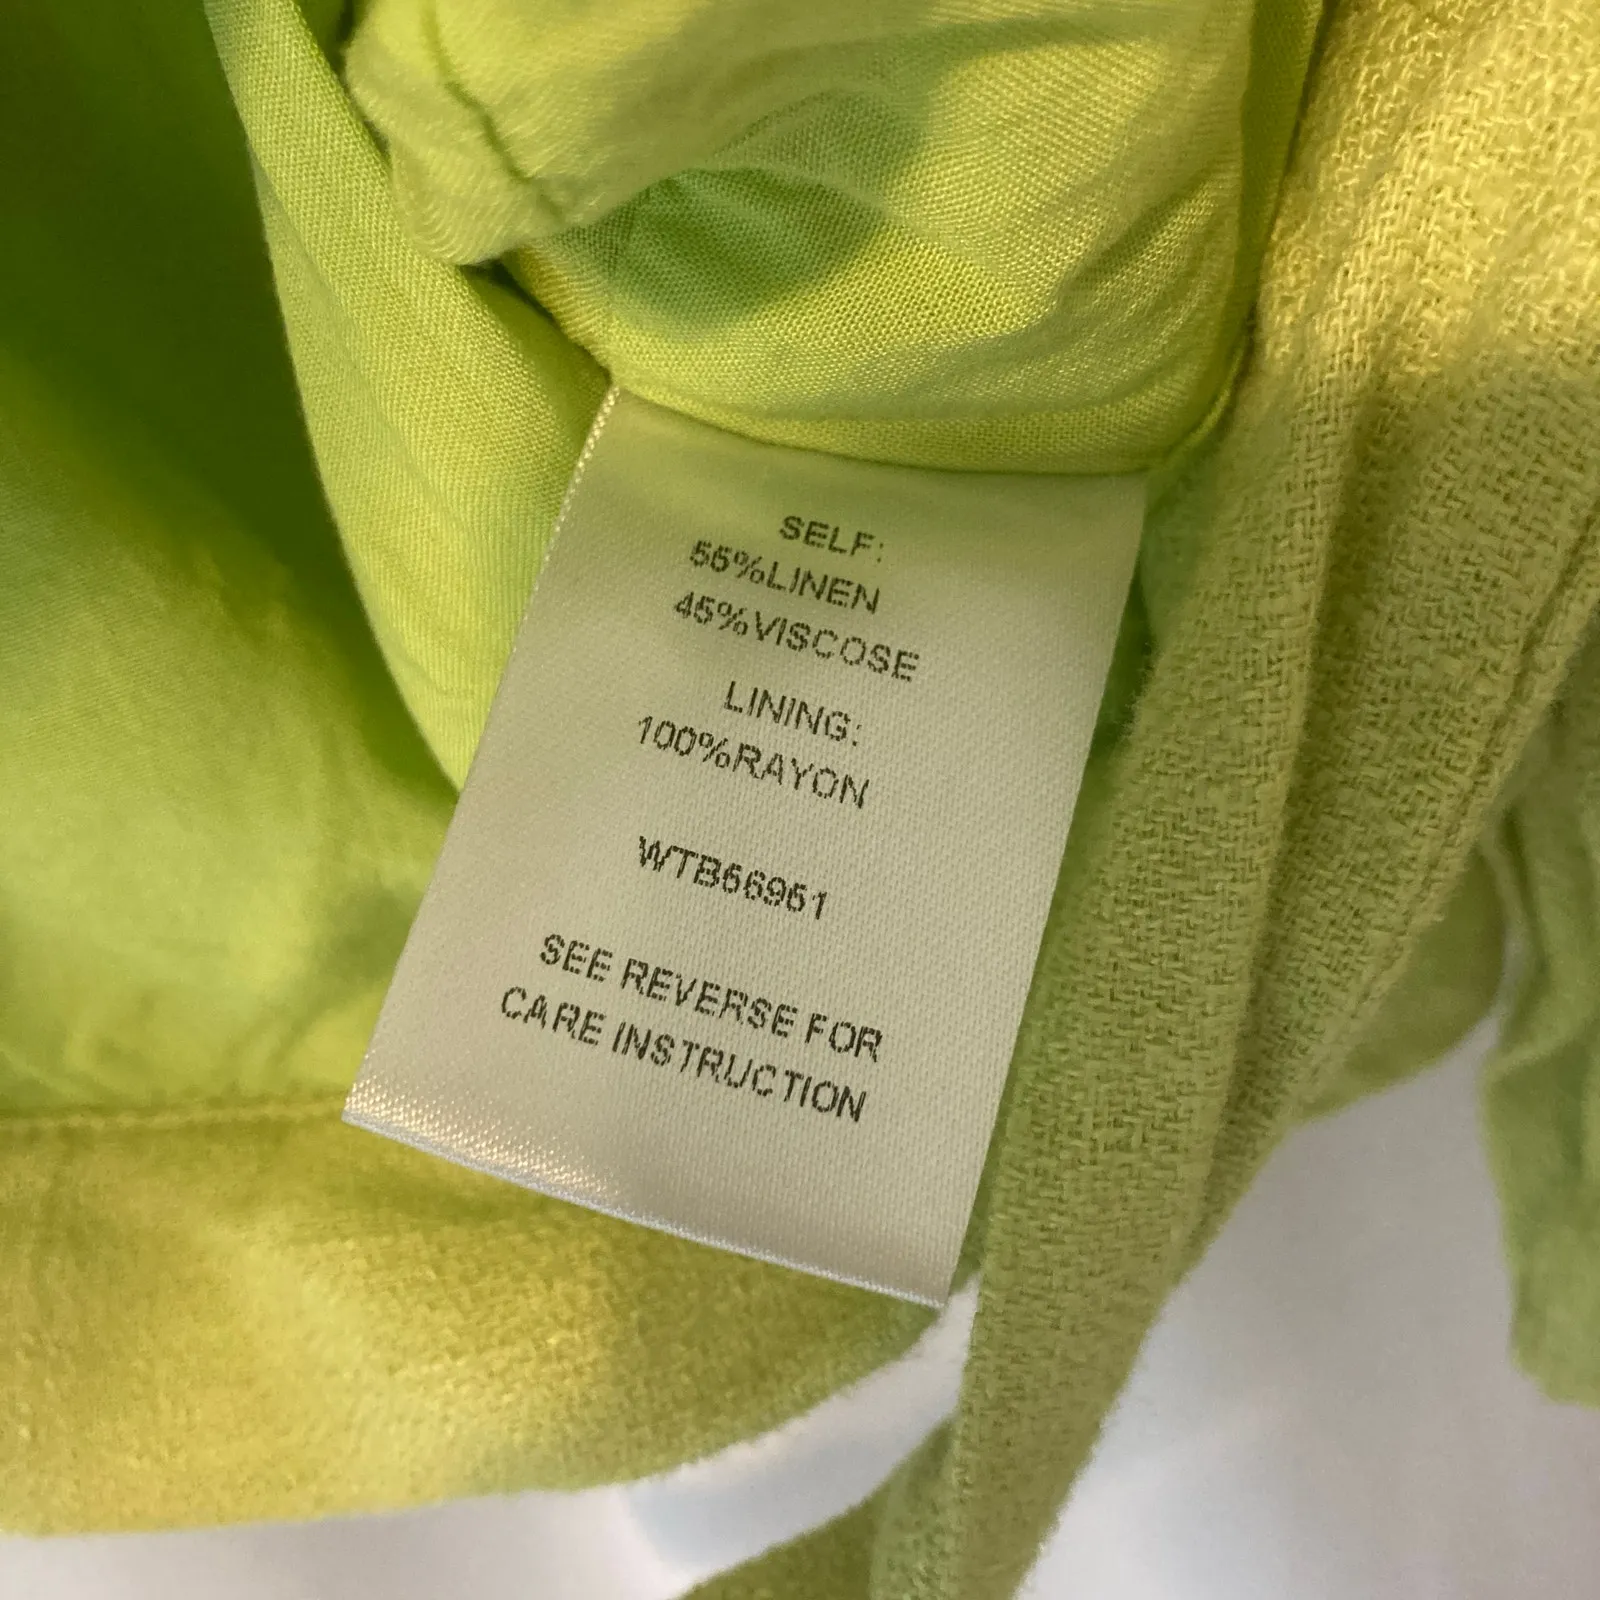 SELF:
55%LINEN
45%VISCOSE
LINING:
100%RAYON
WTB56951
SEE REVERSE FOR
CARE INSTRUCTION